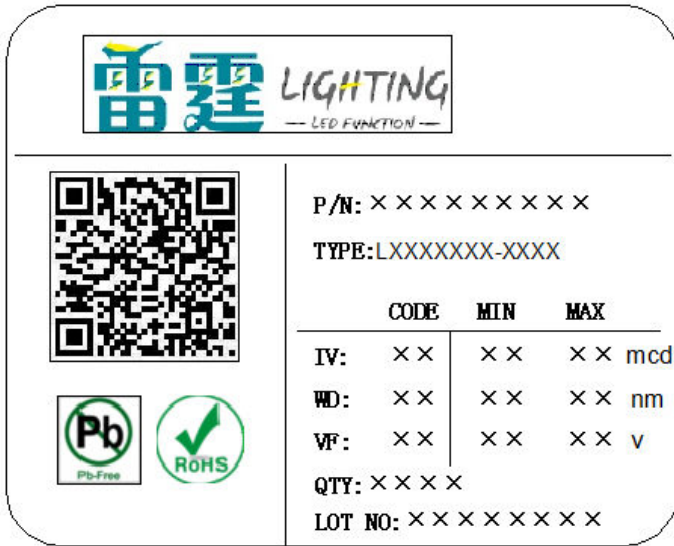 雷霆 LIGHTING
LED FUNCTION
P/N: ×××××××××
TYPE:LXXXXXXX-XXXX
CODE MIN MAX
IV: ×× ×× ×× mcd
WD: ×× ×× ×× nm
VF: ×× ×× ×× v
QTY: ××××
LOT NO: ××××××××
Pb
Pb-Free
RoHS